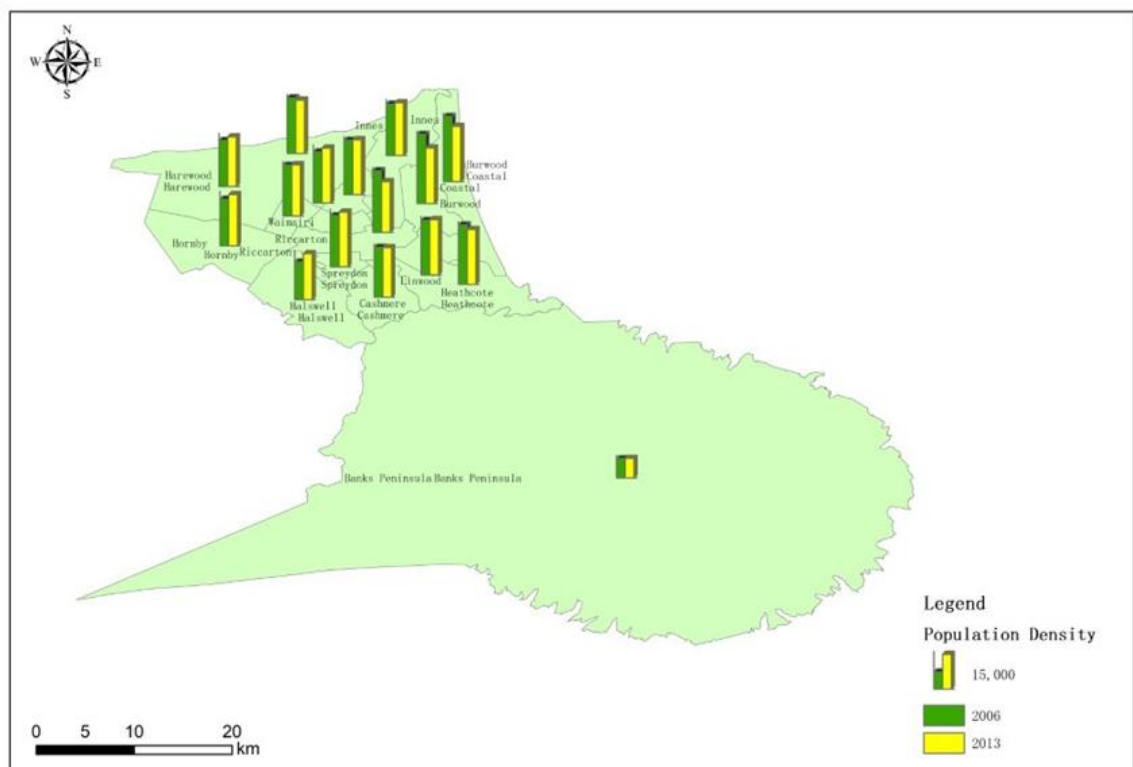 N
W E
S
Innes Innes
Harewood
Harewood
Burwood
Coastal
Coastal
Burwood
Waimairi
Riccarton
Hornby
Hornby Riccarton
Spreydon
Spreydon
Linwood
Heathcote
Heathcote
Halswell
Halswell
Cashmere
Cashmere
Banks Peninsula Banks Peninsula
Legend
Population Density
15,000
2006
2013
0 5 10 20
km